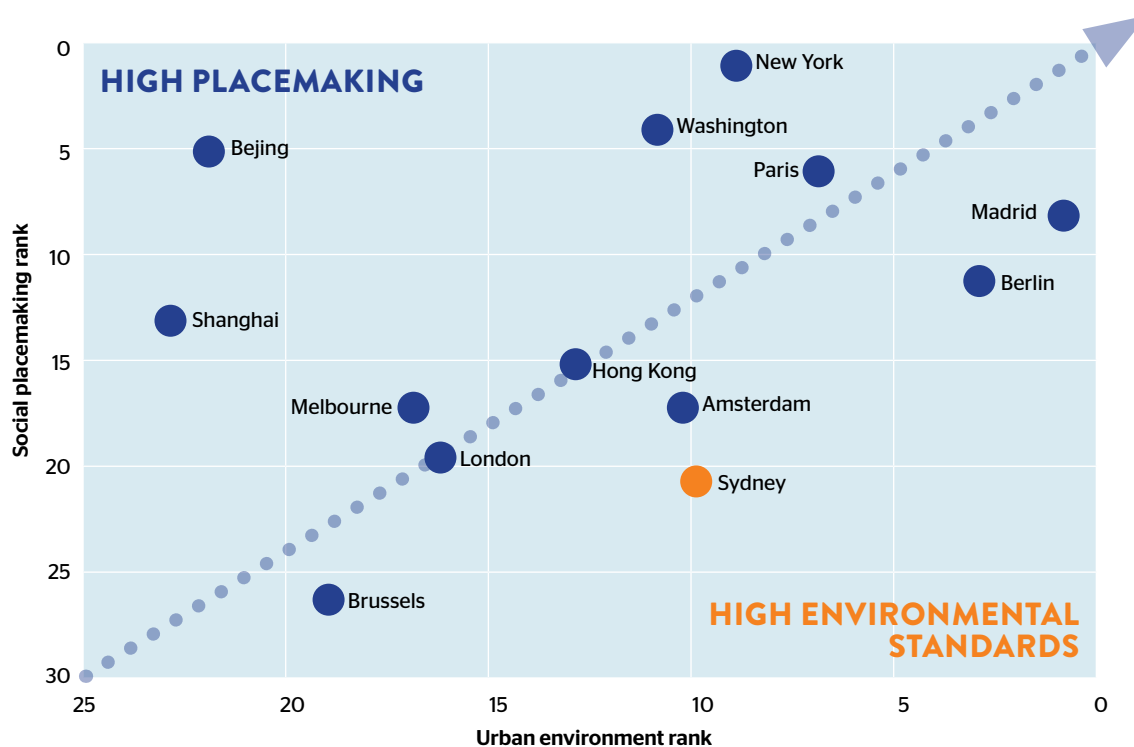 0
New York
HIGH PLACEMAKING
Washington
Bejing
5
Paris
Madrid
10
Berlin
Shanghai
15
Hong Kong
Melbourne
Amsterdam
London
20
Sydney
25
Brussels
HIGH ENVIRONMENTAL
STANDARDS
30
25
20
15
10
5
0
Social placemaking rank
Urban environment rank